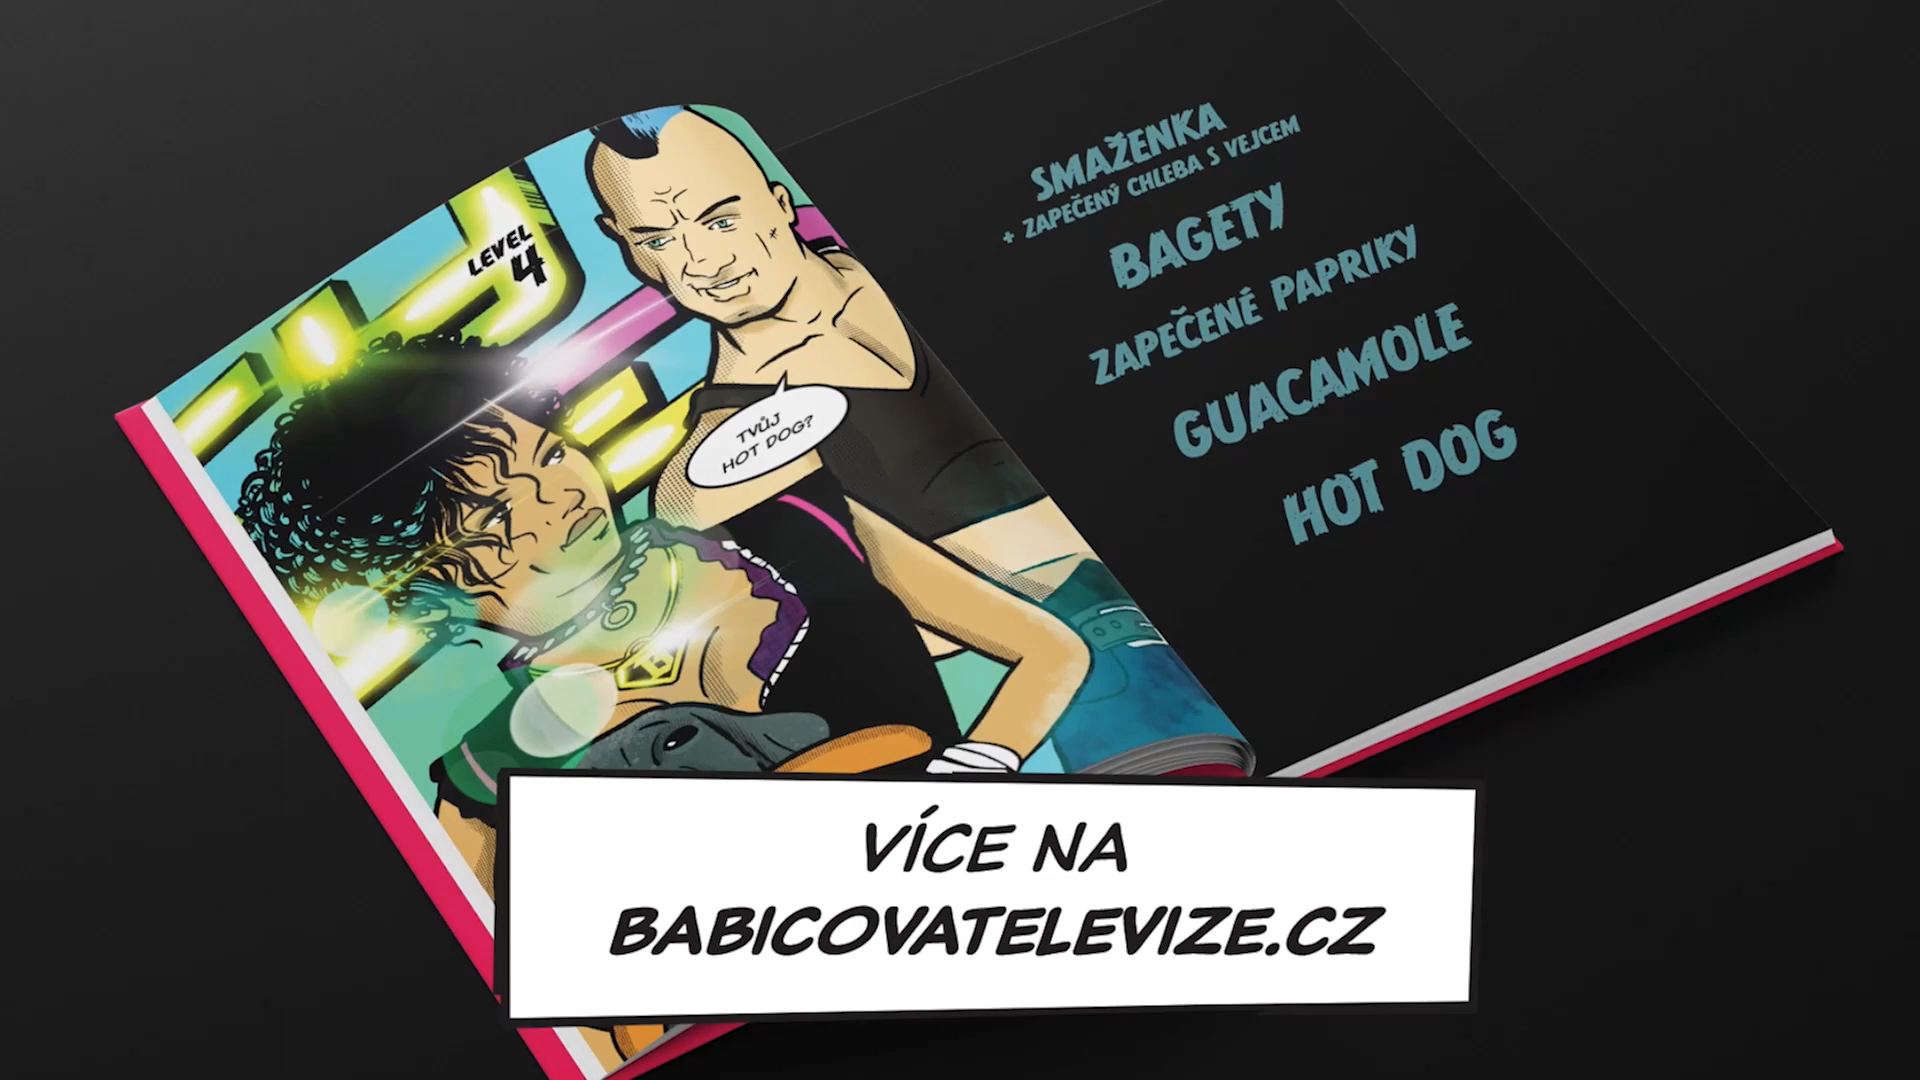 LEVEL
4
TVŮJ
HOT DOG?
SMAŽENKA
+ ZAPEČENÝ CHLEBA S VEJCEM
BAGETY
ZAPEČENÉ PAPRIKY
GUACAMOLE
HOT DOG
VÍCE NA
BABICOVATELEVIZE.CZ